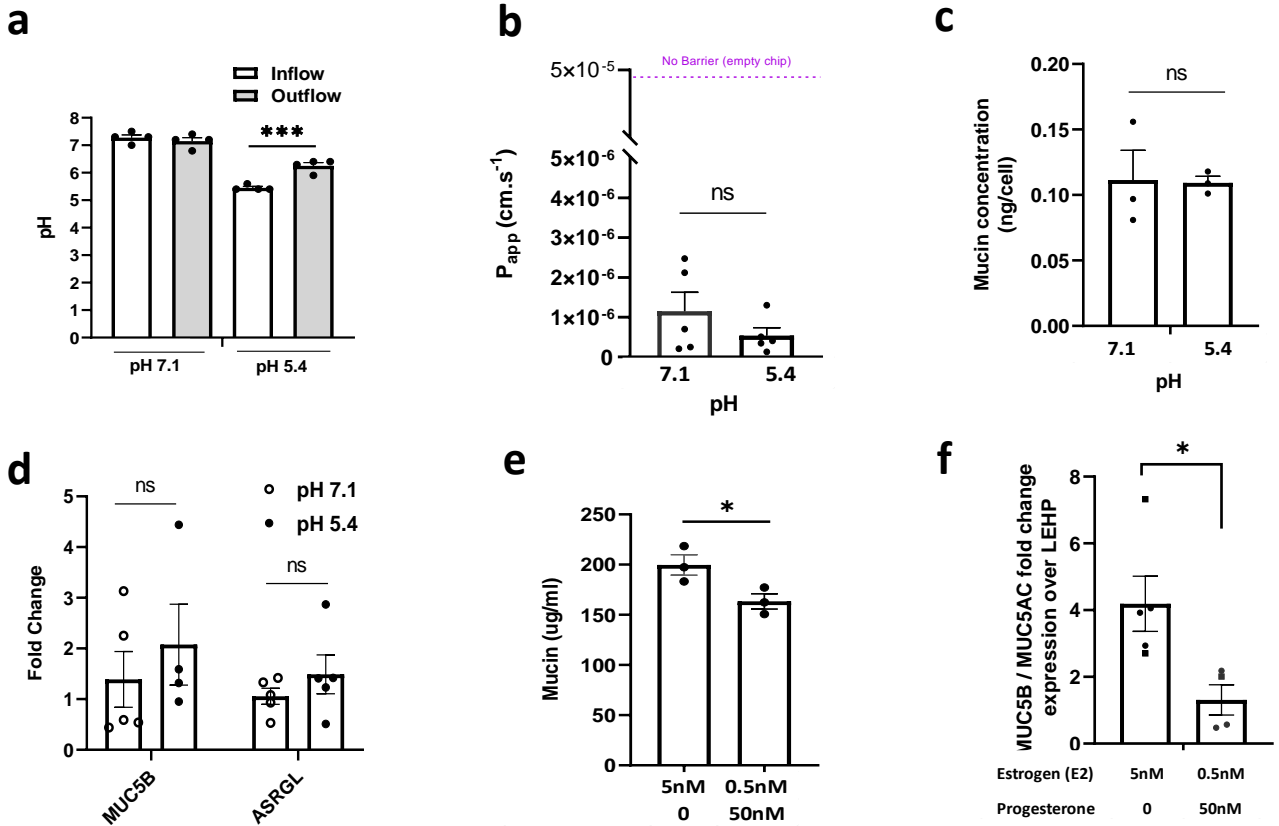 a
Inflow
Outflow
***
8
7
6
5
4
3
2
1
0
pH
pH 7.1
pH 5.4
b
No Barrier (empty chip)
5×10⁻⁵
5×10⁻⁶
4×10⁻⁶
3×10⁻⁶
2×10⁻⁶
1×10⁻⁶
0
Papp (cm.s⁻¹)
ns
7.1
5.4
pH
c
0.20
0.15
0.10
0.05
0.00
Mucin concentration
(ng/cell)
ns
7.1
5.4
pH
d
pH 7.1
pH 5.4
5
4
3
2
1
0
Fold Change
ns
ns
MUC5B
ASRGL
e
250
200
150
100
50
0
Mucin (ug/ml)
*
5nM
0.5nM
0
50nM
f
8
6
4
2
0
MUC5B / MUC5AC fold change
expression over LEHP
*
Estrogen (E2) 5nM 0.5nM
Progesterone 0 50nM